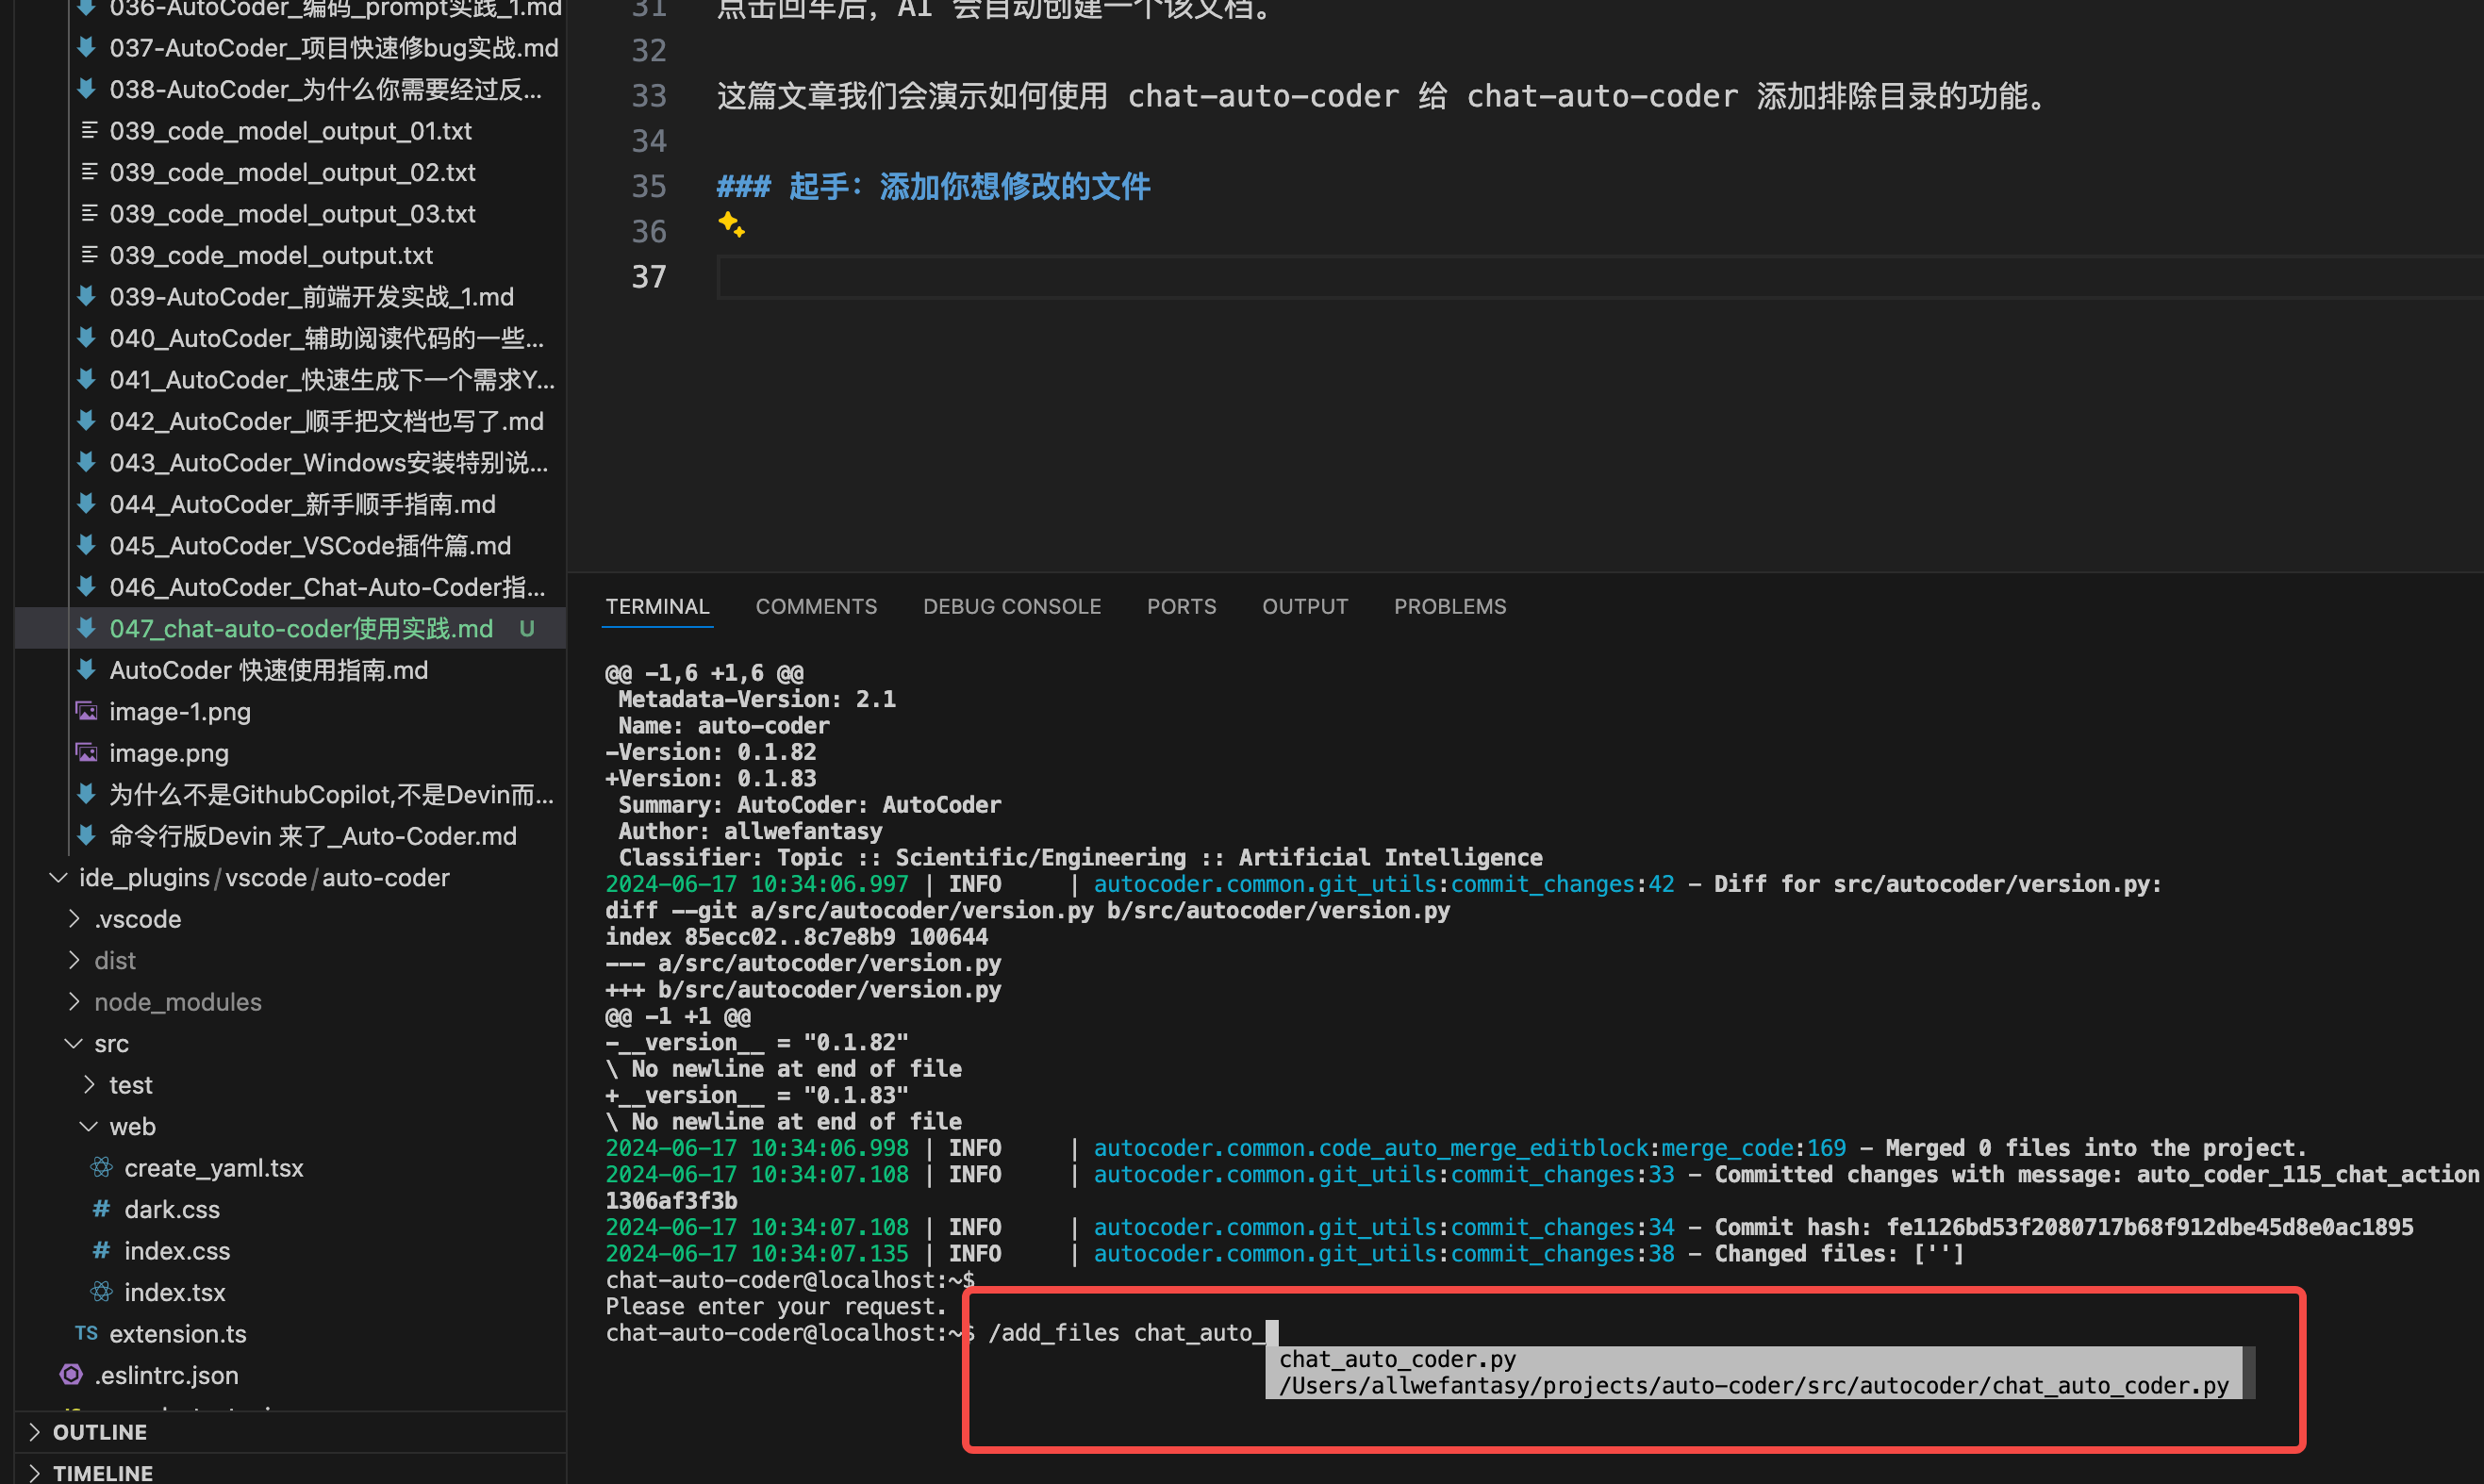 036-AutoCoder_编码_prompt实践_1.md
037-AutoCoder_项目快速修bug实战.md
038-AutoCoder_为什么你需要经过反...
039_code_model_output_01.txt
039_code_model_output_02.txt
039_code_model_output_03.txt
039_code_model_output.txt
039-AutoCoder_前端开发实战_1.md
040_AutoCoder_辅助阅读代码的一些...
041_AutoCoder_快速生成下一个需求Y...
042_AutoCoder_顺手把文档也写了.md
043_AutoCoder_Windows安装特别说...
044_AutoCoder_新手顺手指南.md
045_AutoCoder_VSCode插件篇.md
046_AutoCoder_Chat-Auto-Coder指...
047_chat-auto-coder使用实践.md U
AutoCoder 快速使用指南.md
image-1.png
image.png
为什么不是GithubCopilot,不是Devin而...
命令行版Devin 来了_Auto-Coder.md
ide_plugins/vscode/auto-coder
.vscode
dist
node_modules
src
test
web
create_yaml.tsx
dark.css
index.css
index.tsx
TS extension.ts
.eslintrc.json
OUTLINE
TIMELINE
31 点击回车后，AI 会自动创建一个该文档。
32
33 这篇文章我们会演示如何使用 chat-auto-coder 给 chat-auto-coder 添加排除目录的功能。
34
35 ### 起手：添加你想修改的文件
36
37
TERMINAL COMMENTS DEBUG CONSOLE PORTS OUTPUT PROBLEMS
@@ -1,6 +1,6 @@
Metadata-Version: 2.1
Name: auto-coder
-Version: 0.1.82
+Version: 0.1.83
Summary: AutoCoder: AutoCoder
Author: allwefantasy
Classifier: Topic :: Scientific/Engineering :: Artificial Intelligence
2024-06-17 10:34:06.997 | INFO | autocoder.common.git_utils:commit_changes:42 - Diff for src/autocoder/version.py:
diff --git a/src/autocoder/version.py b/src/autocoder/version.py
index 85ecc02..8c7e8b9 100644
--- a/src/autocoder/version.py
+++ b/src/autocoder/version.py
@@ -1 +1 @@
-__version__ = "0.1.82"
\ No newline at end of file
+__version__ = "0.1.83"
\ No newline at end of file
2024-06-17 10:34:06.998 | INFO | autocoder.common.code_auto_merge_editblock:merge_code:169 - Merged 0 files into the project.
2024-06-17 10:34:07.108 | INFO | autocoder.common.git_utils:commit_changes:33 - Committed changes with message: auto_coder_115_chat_action
1306af3f3b
2024-06-17 10:34:07.108 | INFO | autocoder.common.git_utils:commit_changes:34 - Commit hash: fe1126bd53f2080717b68f912dbe45d8e0ac1895
2024-06-17 10:34:07.135 | INFO | autocoder.common.git_utils:commit_changes:38 - Changed files: ['']
chat-auto-coder@localhost:~$
Please enter your request.
chat-auto-coder@localhost:~$ /add_files chat_auto_
chat_auto_coder.py
/Users/allwefantasy/projects/auto-coder/src/autocoder/chat_auto_coder.py